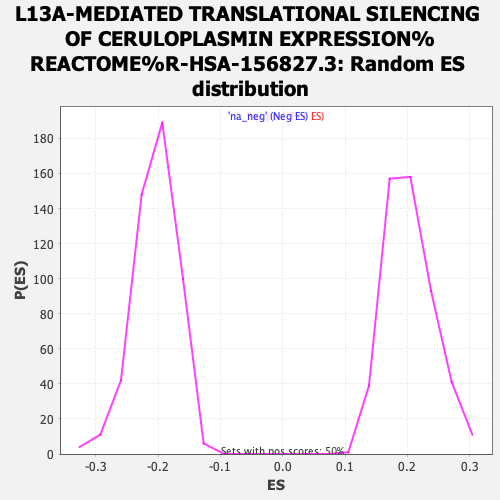 L13A-MEDIATED TRANSLATIONAL SILENCING
OF CERULOPLASMIN EXPRESSION%
REACTOME%R-HSA-156827.3: Random ES
distribution
'na_neg' (Neg ES) ES)
180
160
140
120
100
80
60
40
20
0
P(ES)
Sets with pos scores: 50%
-0.3 -0.2 -0.1 0.0 0.1 0.2 0.3
ES